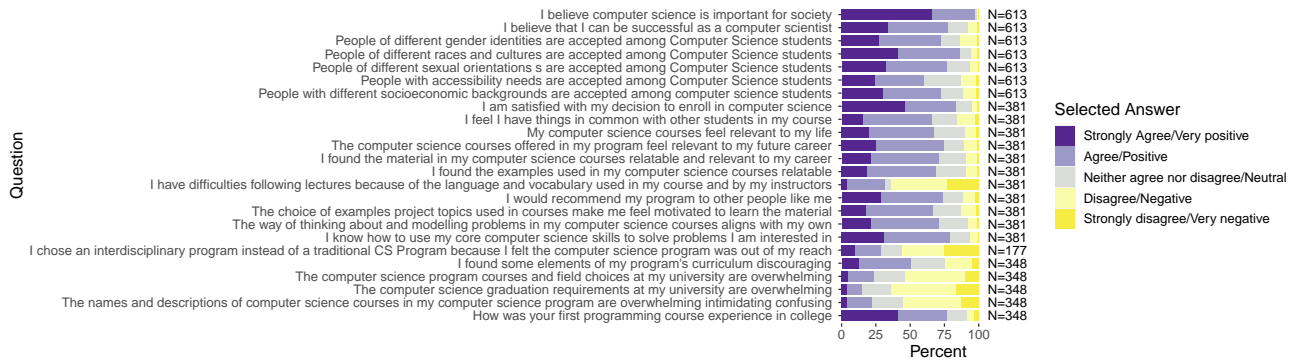 I believe computer science is important for society N=613
I believe that I can be successful as a computer scientist N=613
People of different gender identities are accepted among Computer Science students N=613
People of different races and cultures are accepted among Computer Science students N=613
People of different sexual orientations s are accepted among Computer Science students N=613
People with accessibility needs are accepted among Computer Science students N=613
People with different socioeconomic backgrounds are accepted among computer science students N=613
I am satisfied with my decision to enroll in computer science N=381
I feel I have things in common with other students in my course N=381
My computer science courses feel relevant to my life N=381
The computer science courses offered in my program feel relevant to my future career N=381
I found the material in my computer science courses relatable and relevant to my career N=381
I found the examples used in my computer science courses relatable N=381
I have difficulties following lectures because of the language and vocabulary used in my course and by my instructors N=381
I would recommend my program to other people like me N=381
The choice of examples project topics used in courses make me feel motivated to learn the material N=381
The way of thinking about and modelling problems in my computer science courses aligns with my own N=381
I know how to use my core computer science skills to solve problems I am interested in N=381
I chose an interdisciplinary program instead of a traditional CS Program because I felt the computer science program was out of my reach N=177
I found some elements of my program's curriculum discouraging N=348
The computer science program courses and field choices at my university are overwhelming N=348
The computer science graduation requirements at my university are overwhelming N=348
The names and descriptions of computer science courses in my computer science program are overwhelming intimidating confusing N=348
How was your first programming course experience in college N=348
0 25 50 75 100
Percent
Question
Selected Answer
Strongly Agree/Very positive
Agree/Positive
Neither agree nor disagree/Neutral
Disagree/Negative
Strongly disagree/Very negative